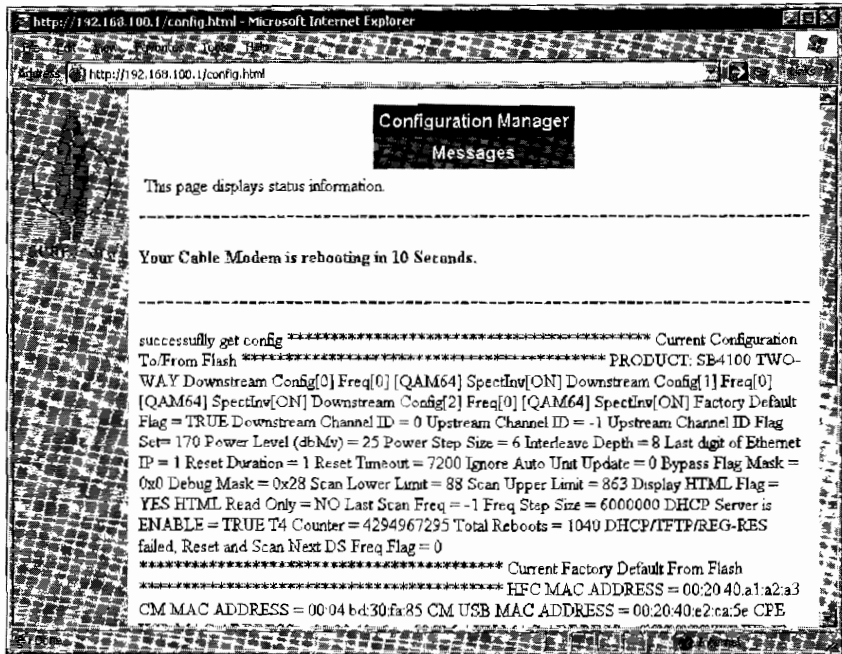 http://192.168.100.1/config.html - Microsoft Internet Explorer
File Edit View Favorites Tools Help
Address http://192.168.100.1/config.html
Configuration Manager
Messages
This page displays status information.
Your Cable Modem is rebooting in 10 Seconds.
successuflly get config ******************************************** Current Configuration
To/From Flash ******************************************** PRODUCT: SB4100 TWO-
WAY Downstream Config[0] Freq[0] [QAM64] SpectInv[ON] Downstream Config[1] Freq[0]
[QAM64] SpectInv[ON] Downstream Config[2] Freq[0] [QAM64] SpectInv[ON] Factory Default
Flag = TRUE Downstream Channel ID = 0 Upstream Channel ID = -1 Upstream Channel ID Flag
Set= 170 Power Level (dbMv) = 25 Power Step Size = 6 Interleave Depth = 8 Last digit of Ethernet
IP = 1 Reset Duration = 1 Reset Timeout = 7200 Ignore Auto Unit Update = 0 Bypass Flag Mask =
0x0 Debug Mask = 0x28 Scan Lower Limit = 88 Scan Upper Limit = 863 Display HTML Flag =
YES HTML Read Only = NO Last Scan Freq = -1 Freq Step Size = 6000000 DHCP Server is
ENABLE = TRUE T4 Counter = 4294967295 Total Reboots = 1040 DHCP/TFTP/REG-RES
failed, Reset and Scan Next DS Freq Flag = 0
******************************************** Current Factory Default From Flash
******************************************** HFC MAC ADDRESS = 00:20:40:a1:a2:a3
CM MAC ADDRESS = 00:04:bd:30:fa:85 CM USB MAC ADDRESS = 00:20:40:e2:ca:5e CPE